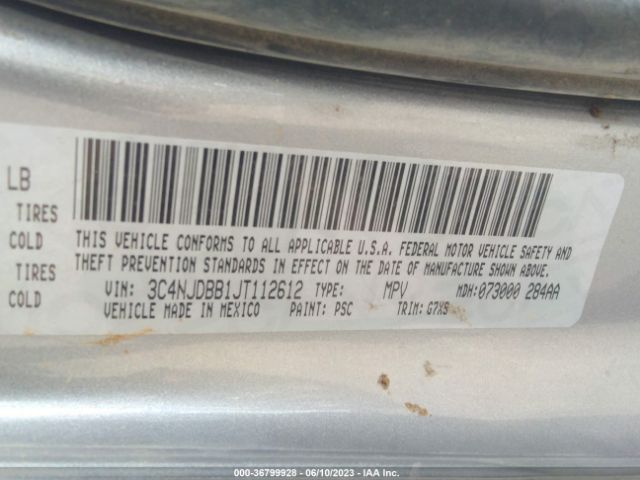 LB
TIRES
COLD THIS VEHICLE CONFORMS TO ALL APPLICABLE U.S.A. FEDERAL MOTOR VEHICLE SAFETY AND
TIRES THEFT PREVENTION STANDARDS IN EFFECT ON THE DATE OF MANUFACTURE SHOWN ABOVE.
COLD VIN: 3C4NJDBB1JT112612 TYPE: MPV MDH:073000 284AA
VEHICLE MADE IN MEXICO PAINT: PSC TRIM: G7XS
000-36799928 - 06/10/2023 - IAA Inc.